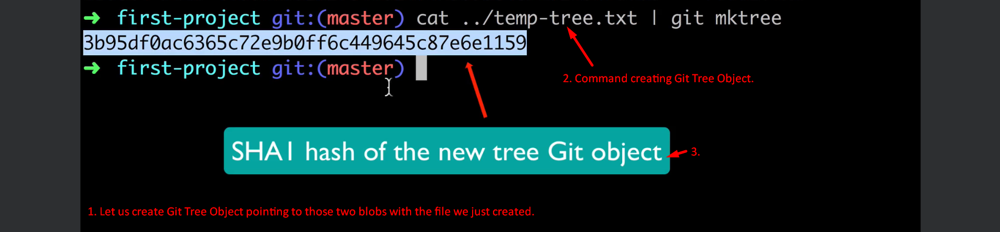 ➜ first-project git:(master) cat ../temp-tree.txt | git mktree
3b95df0ac6365c72e9b0ff6c449645c87e6e1159
➜ first-project git:(master)
2. Command creating Git Tree Object.
SHA1 hash of the new tree Git object
3.
1. Let us create Git Tree Object pointing to those two blobs with the file we just created.